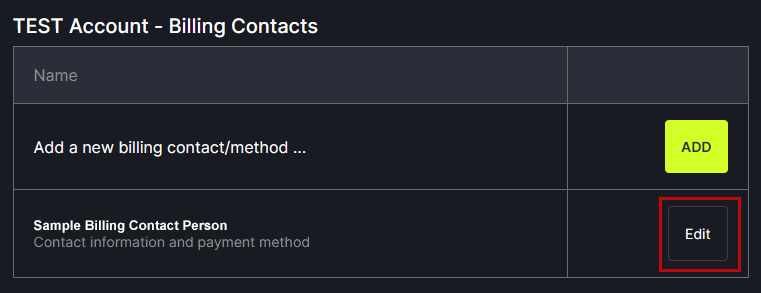 TEST Account - Billing Contacts
Name
Add a new billing contact/method ...
ADD
Sample Billing Contact Person
Contact information and payment method
Edit